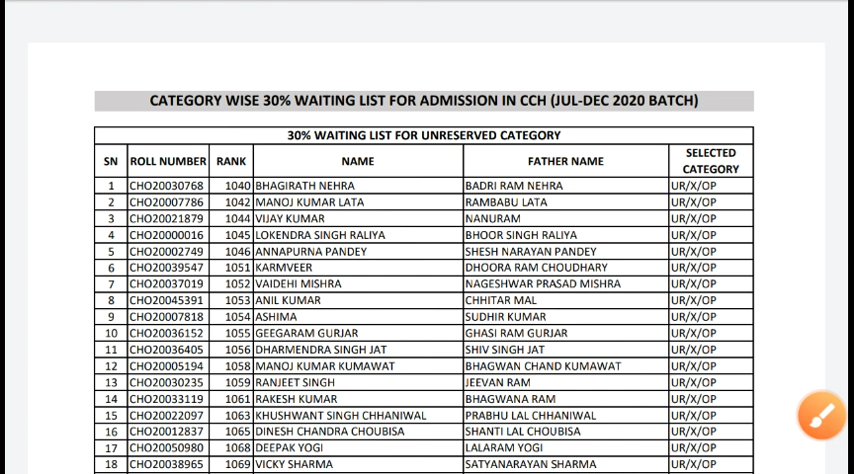 CATEGORY WISE 30% WAITING LIST FOR ADMISSION IN CCH (JUL-DEC 2020 BATCH)
30% WAITING LIST FOR UNRESERVED CATEGORY
SN ROLL NUMBER RANK NAME FATHER NAME SELECTED CATEGORY
1 CHO20030768 1040 BHAGIRATH NEHRA BADRI RAM NEHRA UR/X/OP
2 CHO20007786 1042 MANOJ KUMAR LATA RAMBABU LATA UR/X/OP
3 CHO20021879 1044 VIJAY KUMAR NANURAM UR/X/OP
4 CHO20000016 1045 LOKENDRA SINGH RALIYA BHOOR SINGH RALIYA UR/X/OP
5 CHO20002749 1046 ANNAPURNA PANDEY SHESH NARAYAN PANDEY UR/X/OP
6 CHO20039547 1051 KARMVEER DHOORA RAM CHOUDHARY UR/X/OP
7 CHO20037019 1052 VAIDEHI MISHRA NAGESHWAR PRASAD MISHRA UR/X/OP
8 CHO20045391 1053 ANIL KUMAR CHHITAR MAL UR/X/OP
9 CHO20007818 1054 ASHIMA SUDHIR KUMAR UR/X/OP
10 CHO20036152 1055 GEEGARAM GURJAR GHASI RAM GURJAR UR/X/OP
11 CHO20036405 1056 DHARMENDRA SINGH JAT SHIV SINGH JAT UR/X/OP
12 CHO20005194 1058 MANOJ KUMAR KUMAWAT BHAGWAN CHAND KUMAWAT UR/X/OP
13 CHO20030235 1059 RANJEET SINGH JEEVAN RAM UR/X/OP
14 CHO20033119 1061 RAKESH KUMAR BHAGWANA RAM UR/X/OP
15 CHO20022097 1063 KHUSHWANT SINGH CHHANIWAL PRABHU LAL CHHANIWAL UR/X/OP
16 CHO20012837 1065 DINESH CHANDRA CHOUBISA SHANTI LAL CHOUBISA UR/X/OP
17 CHO20050980 1068 DEEPAK YOGI LALARAM YOGI UR/X/OP
18 CHO20038965 1069 VICKY SHARMA SATYANARAYAN SHARMA UR/X/OP